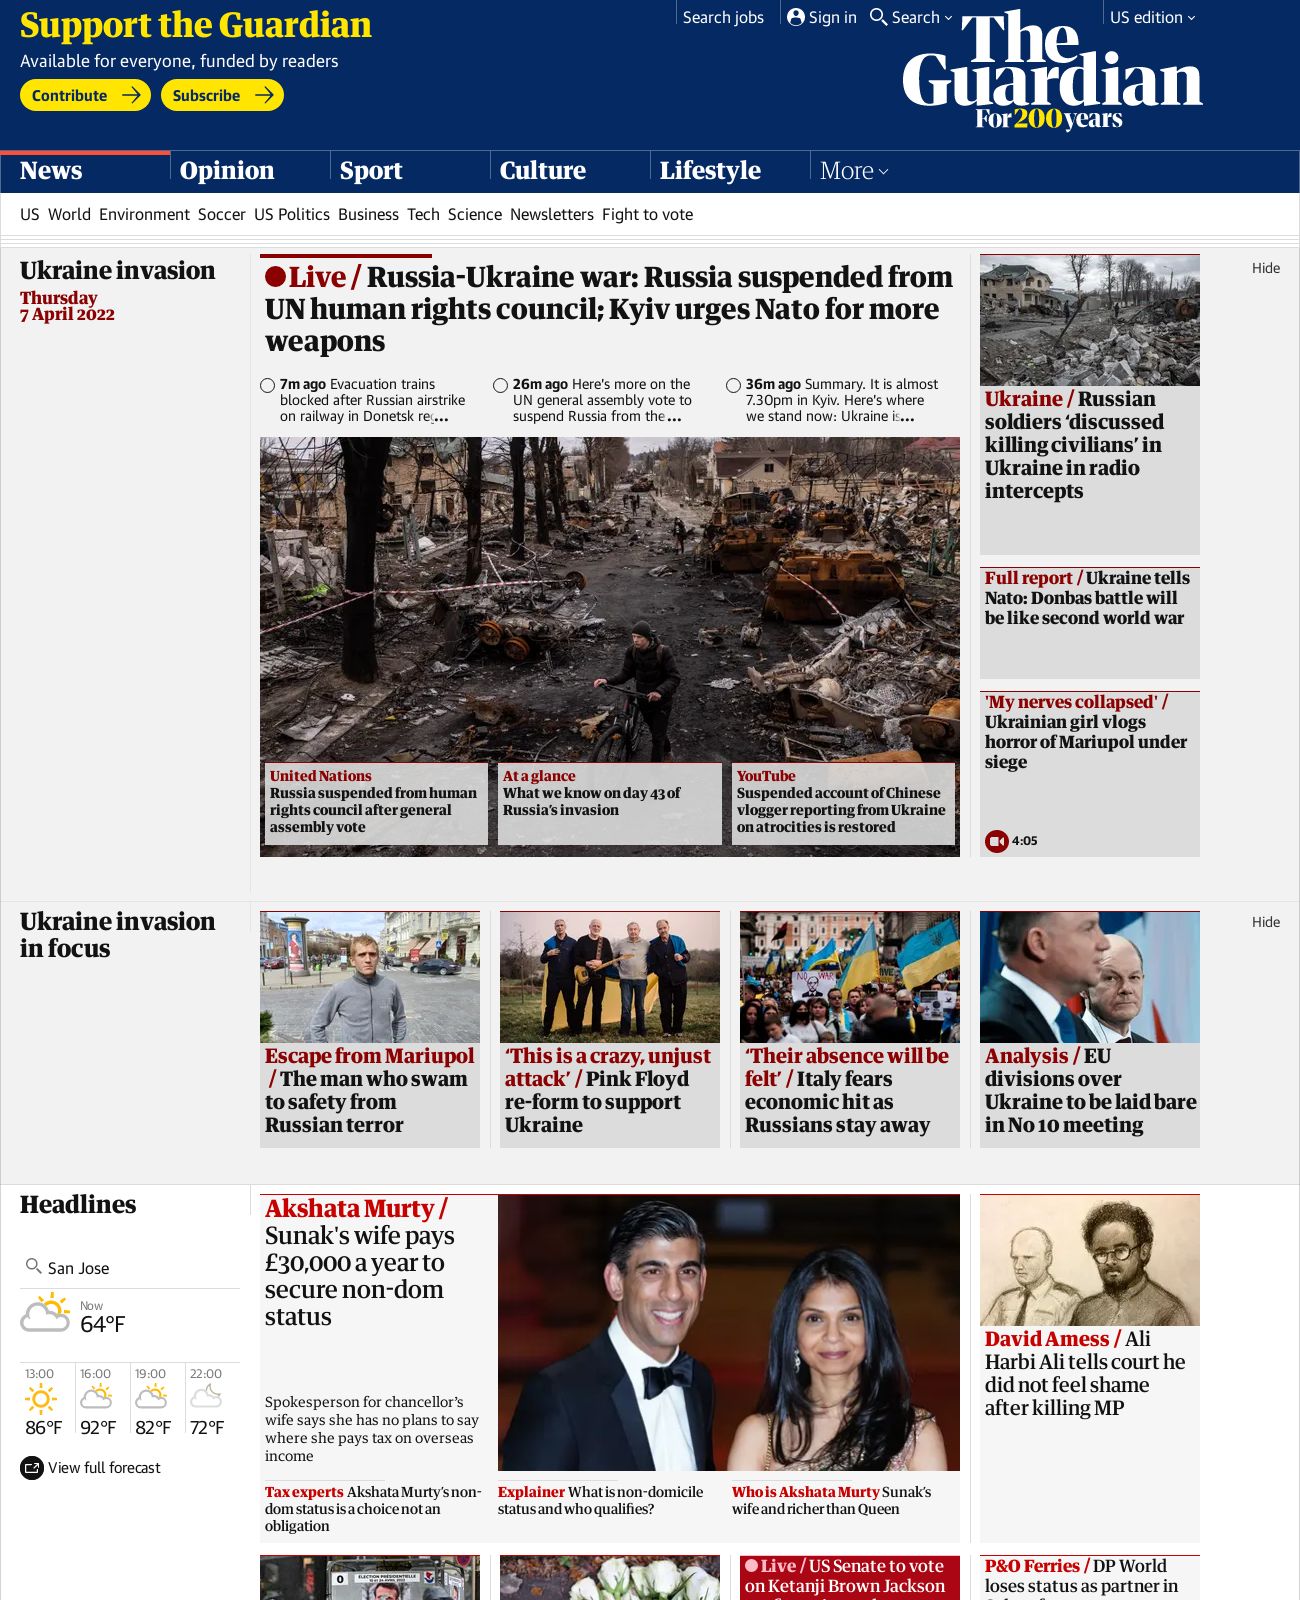 Support the Guardian
Available for everyone, funded by readers
Contribute
Subscribe
Search jobs
Sign in
Search
US edition
The
Guardian
For 200 years
News
Opinion
Sport
Culture
Lifestyle
More
US World Environment Soccer US Politics Business Tech Science Newsletters Fight to vote
Ukraine invasion
Thursday
7 April 2022
Hide
Live / Russia-Ukraine war: Russia suspended from
UN human rights council; Kyiv urges Nato for more
weapons
7m ago Evacuation trains
blocked after Russian airstrike
on railway in Donetsk reg...
26m ago Here's more on the
UN general assembly vote to
suspend Russia from the ...
36m ago Summary. It is almost
7.30pm in Kyiv. Here's where
we stand now: Ukraine is...
United Nations
Russia suspended from human
rights council after general
assembly vote
At a glance
What we know on day 43 of
Russia's invasion
YouTube
Suspended account of Chinese
vlogger reporting from Ukraine
on atrocities is restored
Ukraine / Russian
soldiers ‘discussed
killing civilians’ in
Ukraine in radio
intercepts
Full report / Ukraine tells
Nato: Donbas battle will
be like second world war
'My nerves collapsed' /
Ukrainian girl vlogs
horror of Mariupol under
siege
4:05
Ukraine invasion
in focus
Hide
NO WAR
Escape from Mariupol
/ The man who swam
to safety from
Russian terror
‘This is a crazy, unjust
attack’ / Pink Floyd
re-form to support
Ukraine
‘Their absence will be
felt’ / Italy fears
economic hit as
Russians stay away
Analysis / EU
divisions over
Ukraine to be laid bare
in No 10 meeting
Headlines
San Jose
Now
64°F
13:00 16:00 19:00 22:00
86°F 92°F 82°F 72°F
View full forecast
Akshata Murty /
Sunak's wife pays
£30,000 a year to
secure non-dom
status
Spokesperson for chancellor’s
wife says she has no plans to say
where she pays tax on overseas
income
Tax experts Akshata Murty’s non-
dom status is a choice not an
obligation
Explainer What is non-domicile
status and who qualifies?
Who is Akshata Murty Sunak’s
wife and richer than Queen
David Amess / Ali
Harbi Ali tells court he
did not feel shame
after killing MP
ÉLECTION PRÉSIDENTIELLE
Live / US Senate to vote
on Ketanji Brown Jackson
P&O Ferries / DP World
loses status as partner in